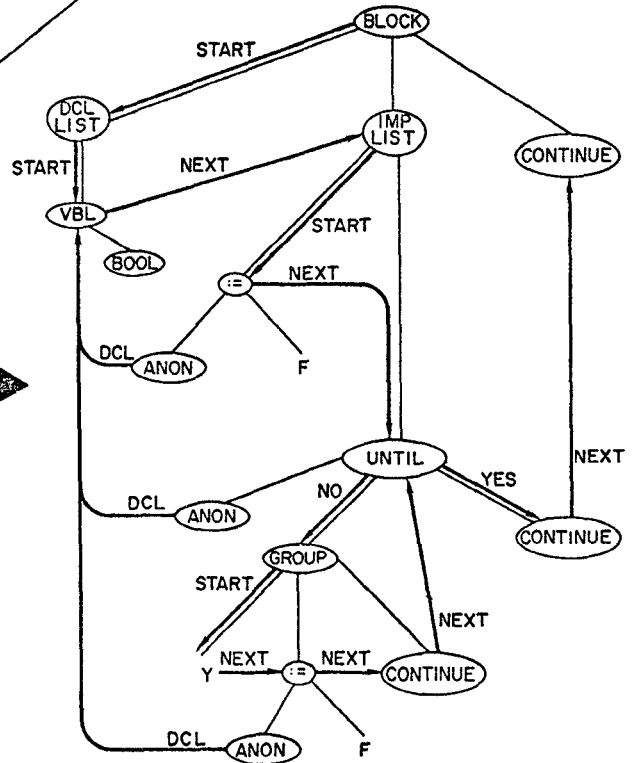 BLOCK
START
DCL
LIST
IMP
LIST
CONTINUE
START
NEXT
VBL
START
BOOL
:=
NEXT
DCL
ANON
F
UNTIL
YES
NEXT
NO
DCL
ANON
CONTINUE
GROUP
START
NEXT
Y
NEXT
:=
NEXT
CONTINUE
DCL
ANON
F